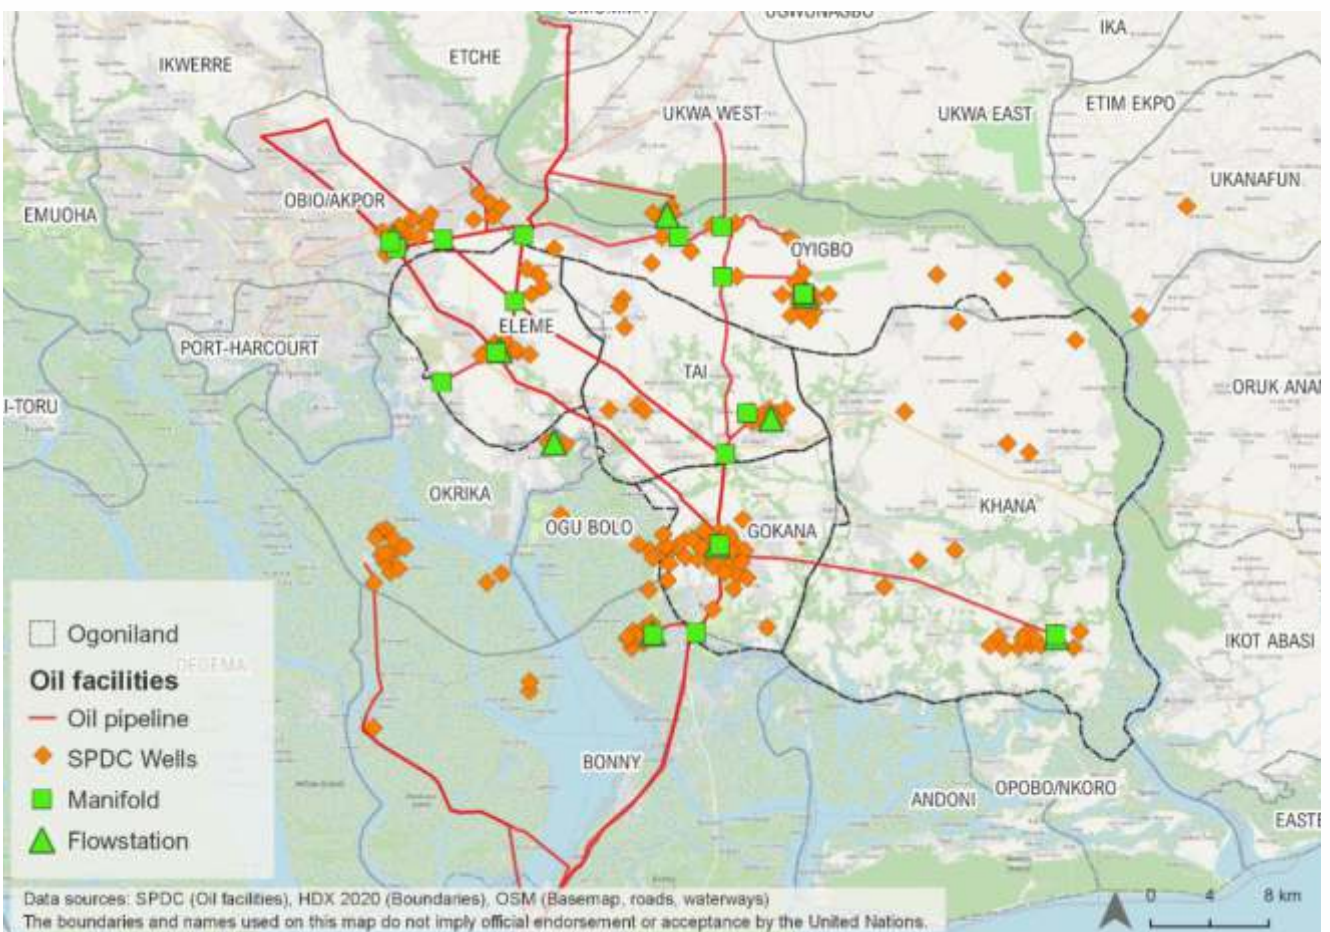 UKWA WEST
IKA
IKWERRE
ETCHE
UKWA EAST
ETIM EKPO
UKANAFUN
OBIO/AKPOR
EMUOHA
OYIGBO
ELEME
PORT-HARCOURT
TAI
ORUK ANAM
I-TORU
OKRIKA
OGU BOLO
GOKANA
KHANA
IKOT ABASI
DEGEMA
BONNY
ANDONI
OPOBO/NKORO
EASTE
Ogoniland
Oil facilities
Oil pipeline
SPDC Wells
Manifold
Flowstation
Data sources: SPDC (Oil facilities), HDX 2020 (Boundaries), OSM (Basemap, roads, waterways)
The boundaries and names used on this map do not imply official endorsement or acceptance by the United Nations.
0 4 8 km